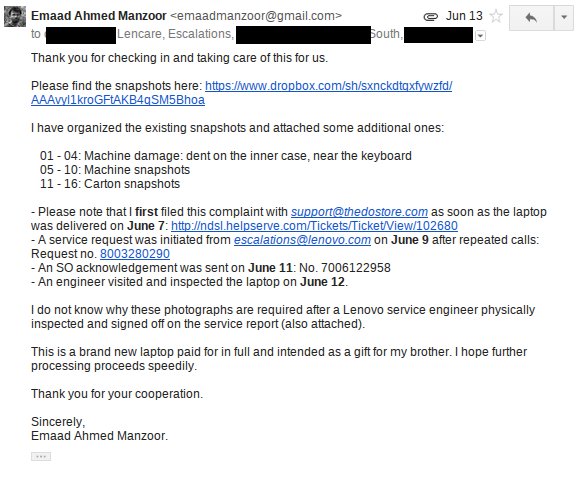 Emaad Ahmed Manzoor <emaadmanzoor@gmail.com>
Jun 13
to Lencare, Escalations, South,
Thank you for checking in and taking care of this for us.
Please find the snapshots here: https://www.dropbox.com/sh/sxnckdtqxfywzfd/
AAAvyI1kroGFtAKB4gSM5Bhoa
I have organized the existing snapshots and attached some additional ones:
01 - 04: Machine damage: dent on the inner case, near the keyboard
05 - 10: Machine snapshots
11 - 16: Carton snapshots
- Please note that I first filed this complaint with support@thedostore.com as soon as the laptop
was delivered on June 7: http://ndsl.helpserve.com/Tickets/Ticket/View/102680
- A service request was initiated from escalations@lenovo.com on June 9 after repeated calls:
Request no. 8003280290
- An SO acknowledgement was sent on June 11: No. 7006122958
- An engineer visited and inspected the laptop on June 12.
I do not know why these photographs are required after a Lenovo service engineer physically
inspected and signed off on the service report (also attached).
This is a brand new laptop paid for in full and intended as a gift for my brother. I hope further
processing proceeds speedily.
Thank you for your cooperation.
Sincerely,
Emaad Ahmed Manzoor.